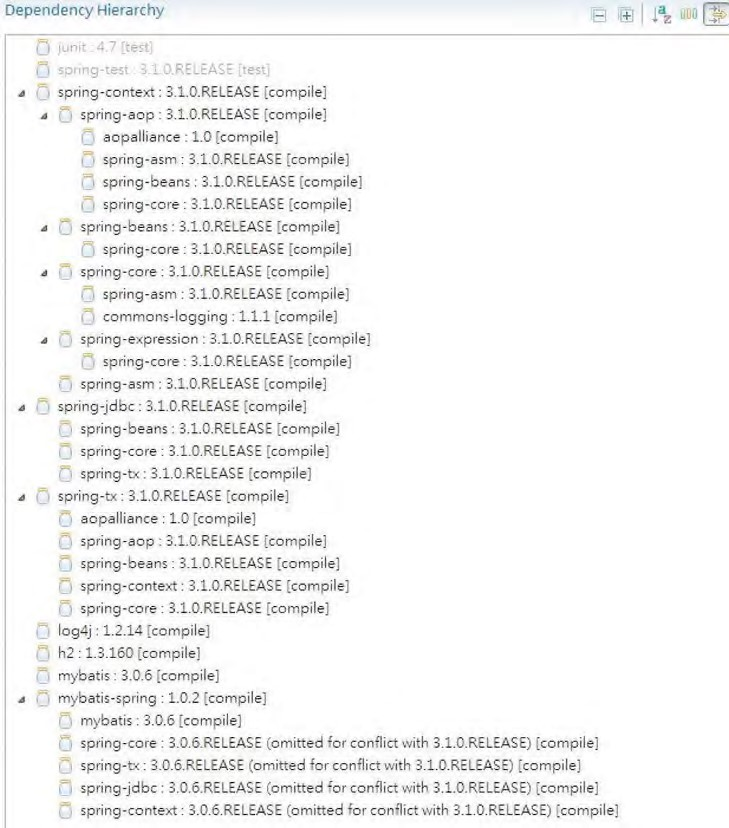 Dependency Hierarchy
junit : 4.7 [test]
spring-test : 3.1.0.RELEASE [test]
spring-context : 3.1.0.RELEASE [compile]
spring-aop : 3.1.0.RELEASE [compile]
aopalliance : 1.0 [compile]
spring-asm : 3.1.0.RELEASE [compile]
spring-beans : 3.1.0.RELEASE [compile]
spring-core : 3.1.0.RELEASE [compile]
spring-beans : 3.1.0.RELEASE [compile]
spring-core : 3.1.0.RELEASE [compile]
spring-core : 3.1.0.RELEASE [compile]
spring-asm : 3.1.0.RELEASE [compile]
commons-logging : 1.1.1 [compile]
spring-expression : 3.1.0.RELEASE [compile]
spring-core : 3.1.0.RELEASE [compile]
spring-asm : 3.1.0.RELEASE [compile]
spring-jdbc : 3.1.0.RELEASE [compile]
spring-beans : 3.1.0.RELEASE [compile]
spring-core : 3.1.0.RELEASE [compile]
spring-tx : 3.1.0.RELEASE [compile]
spring-tx : 3.1.0.RELEASE [compile]
aopalliance : 1.0 [compile]
spring-aop : 3.1.0.RELEASE [compile]
spring-beans : 3.1.0.RELEASE [compile]
spring-context : 3.1.0.RELEASE [compile]
spring-core : 3.1.0.RELEASE [compile]
log4j : 1.2.14 [compile]
h2 : 1.3.160 [compile]
mybatis : 3.0.6 [compile]
mybatis-spring : 1.0.2 [compile]
mybatis : 3.0.6 [compile]
spring-core : 3.0.6.RELEASE (omitted for conflict with 3.1.0.RELEASE) [compile]
spring-tx : 3.0.6.RELEASE (omitted for conflict with 3.1.0.RELEASE) [compile]
spring-jdbc : 3.0.6.RELEASE (omitted for conflict with 3.1.0.RELEASE) [compile]
spring-context : 3.0.6.RELEASE (omitted for conflict with 3.1.0.RELEASE) [compile]